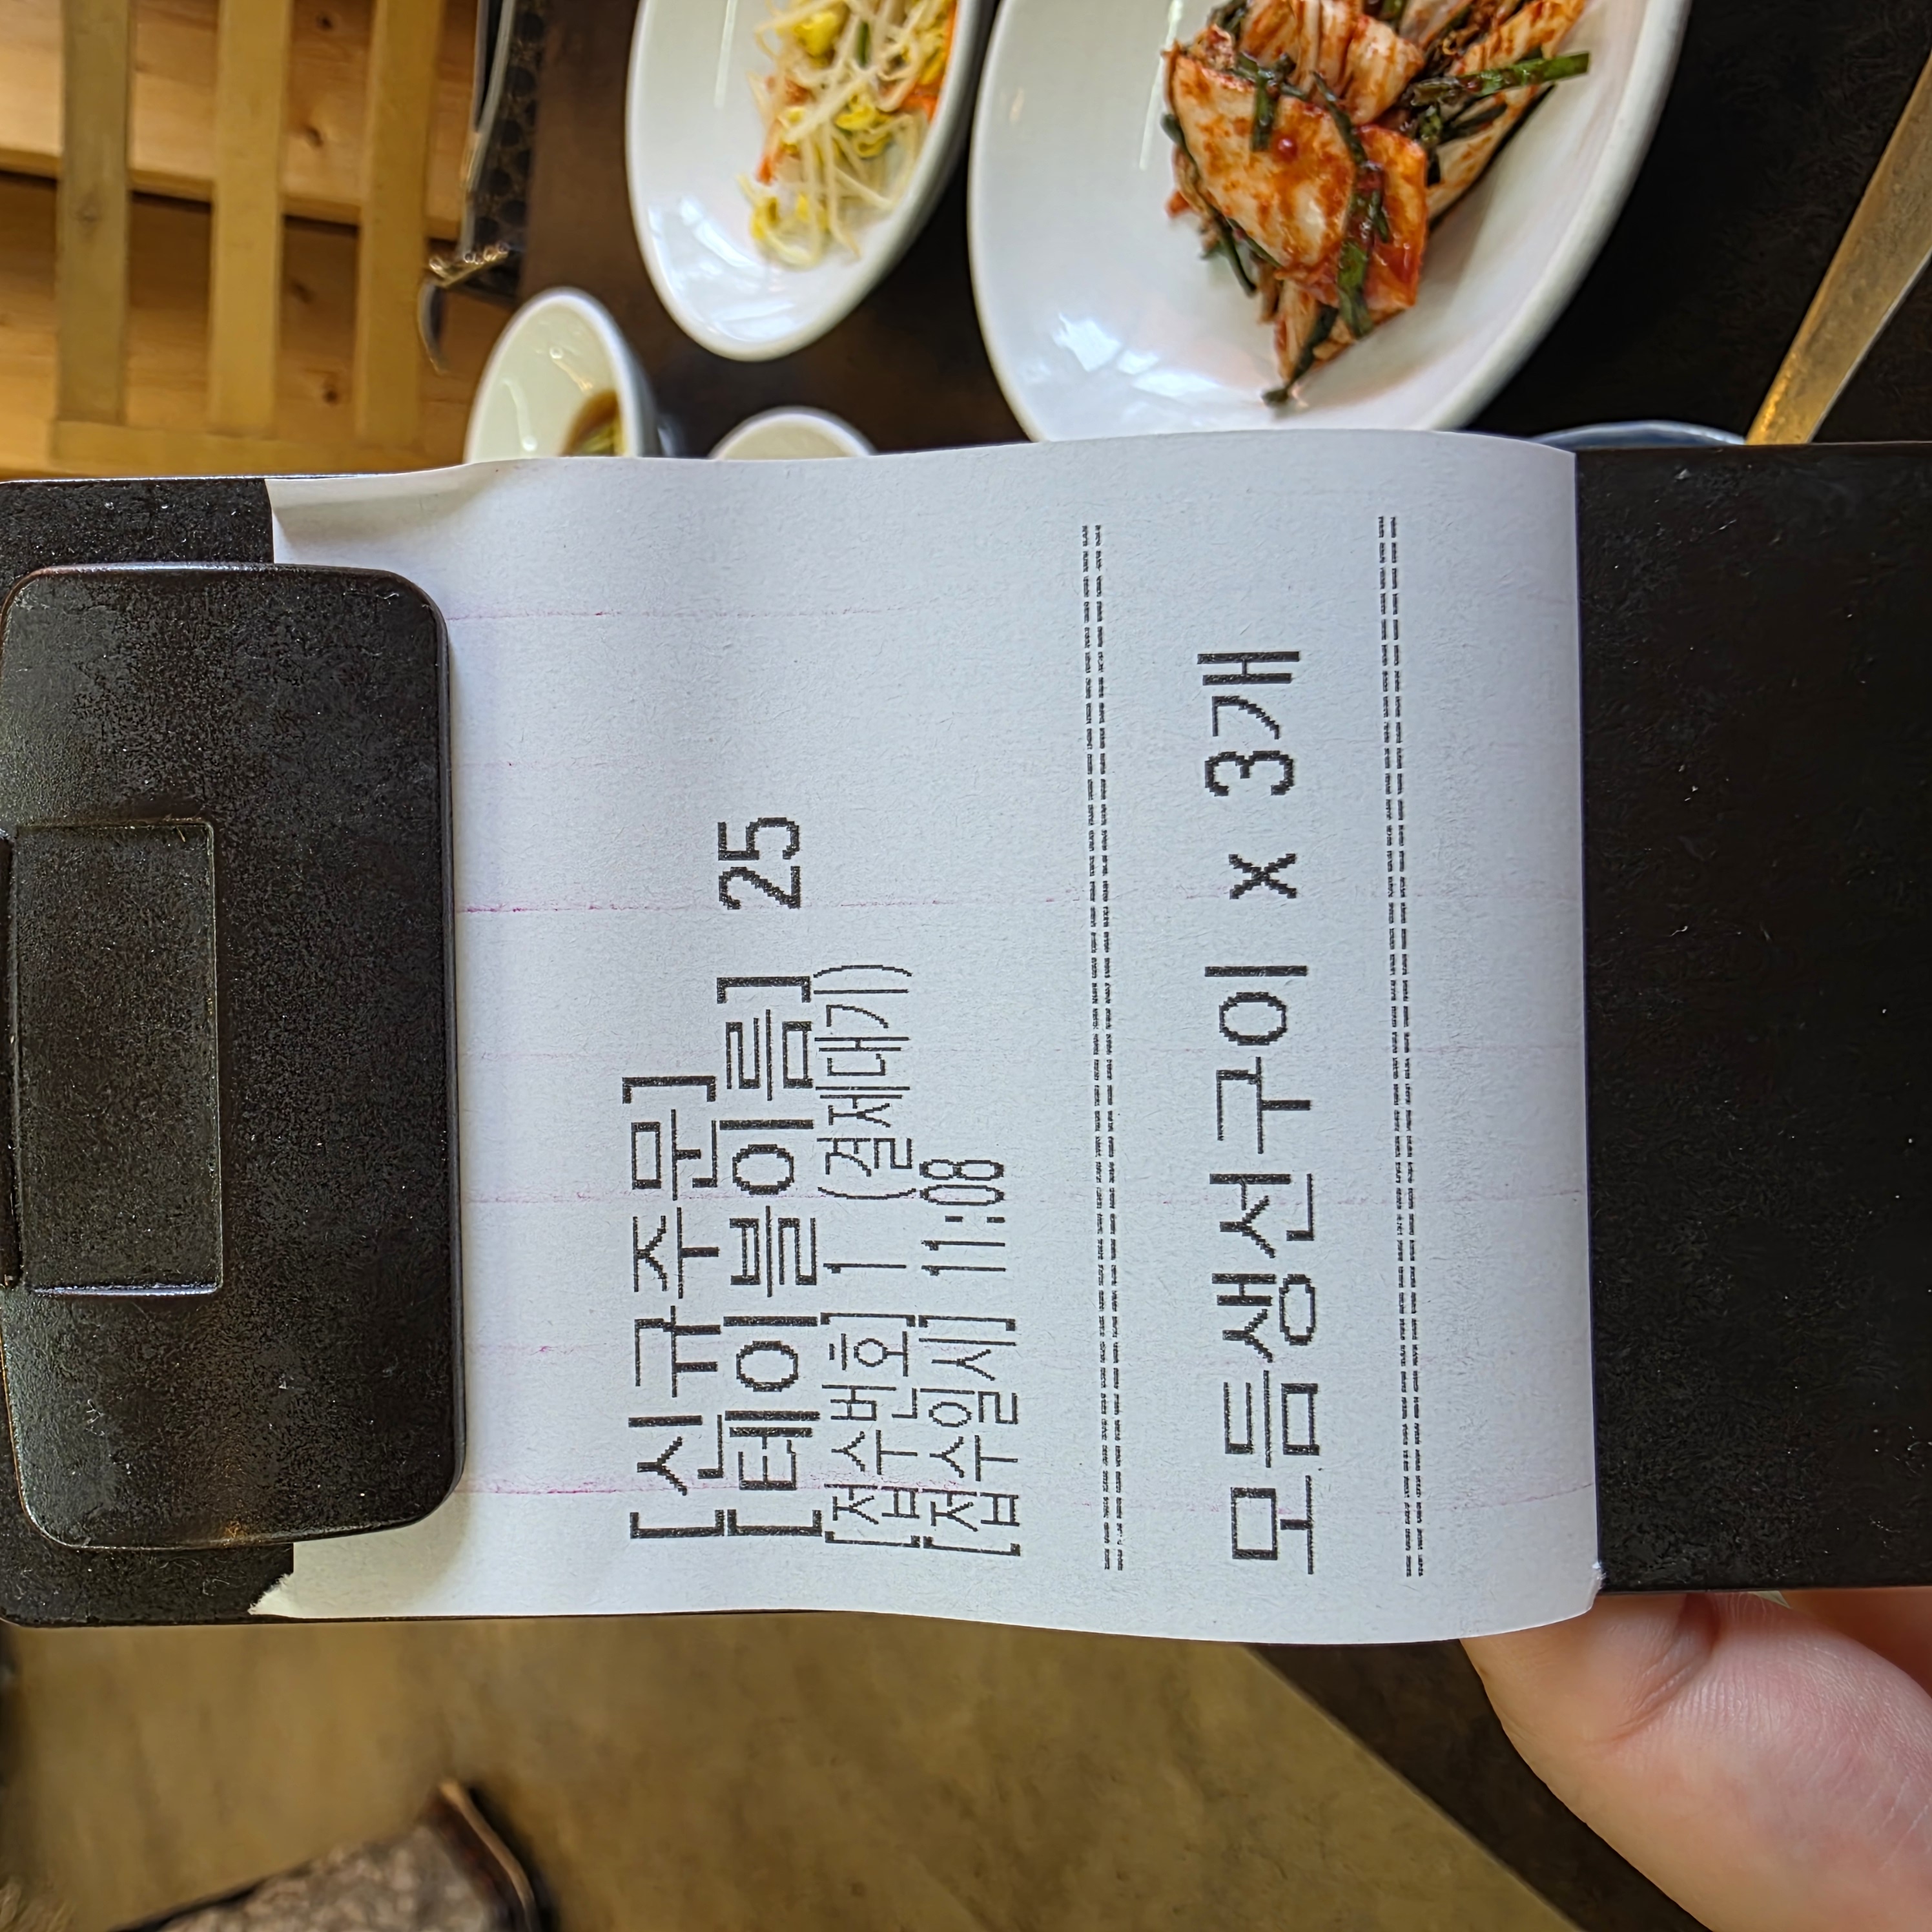 [신규주문]
[테이블이름] 25
[접수번호] 1 (결제대기)
[접수일시] 11:08
모듬생선구이 x 3개